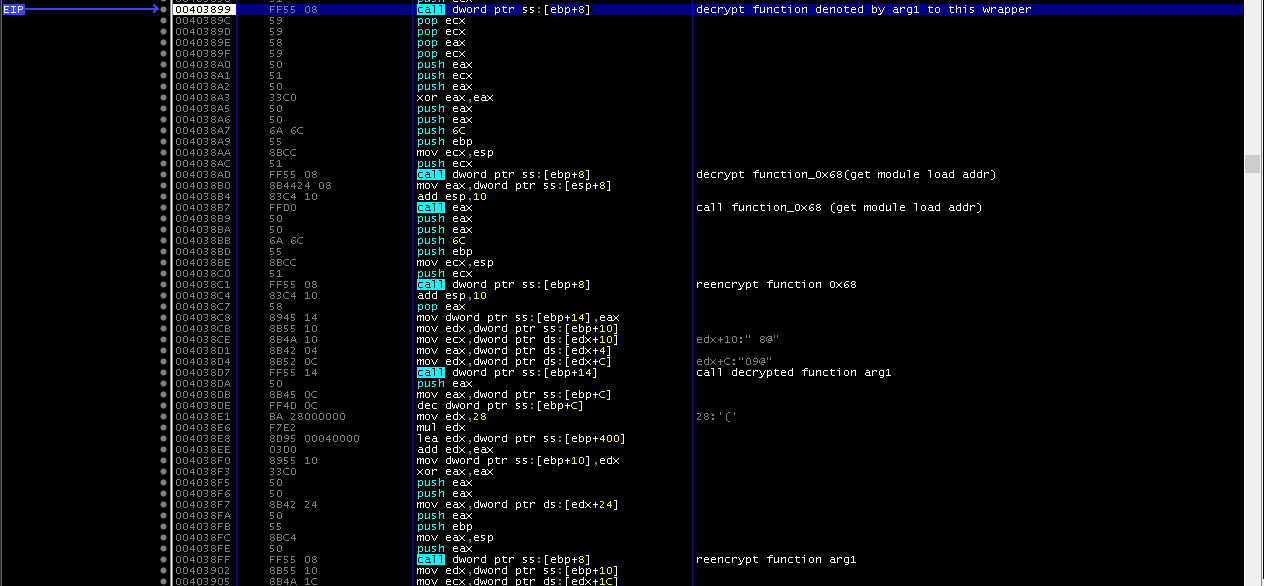 51 push ecx
EIP 00403899 FF55 08 call dword ptr ss:[ebp+8] decrypt function denoted by arg1 to this wrapper
0040389C 59 pop ecx
0040389D 59 pop ecx
0040389E 58 pop eax
0040389F 59 pop ecx
004038A0 50 push eax
004038A1 51 push ecx
004038A2 50 push eax
004038A3 33C0 xor eax,eax
004038A5 50 push eax
004038A6 50 push eax
004038A7 6A 6C push 6C
004038A9 55 push ebp
004038AA 8BCC mov ecx,esp
004038AC 51 push ecx
004038AD FF55 08 call dword ptr ss:[ebp+8] decrypt function_0x68(get module load addr)
004038B0 8B4424 08 mov eax,dword ptr ss:[esp+8]
004038B4 83C4 10 add esp,10
004038B7 FFD0 call eax call function_0x68 (get module load addr)
004038B9 50 push eax
004038BA 50 push eax
004038BB 6A 6C push 6C
004038BD 55 push ebp
004038BE 8BCC mov ecx,esp
004038C0 51 push ecx
004038C1 FF55 08 call dword ptr ss:[ebp+8] reencrypt function 0x68
004038C4 83C4 10 add esp,10
004038C7 58 pop eax
004038C8 8945 14 mov dword ptr ss:[ebp+14],eax
004038CB 8B55 10 mov edx,dword ptr ss:[ebp+10]
004038CE 8B4A 10 mov ecx,dword ptr ds:[edx+10] edx+10:" 8@"
004038D1 8B42 04 mov eax,dword ptr ds:[edx+4]
004038D4 8B52 0C mov edx,dword ptr ds:[edx+C] edx+C:"09@"
004038D7 FF55 14 call dword ptr ss:[ebp+14] call decrypted function arg1
004038DA 50 push eax
004038DB 8B45 0C mov eax,dword ptr ss:[ebp+C]
004038DE FF4D 0C dec dword ptr ss:[ebp+C]
004038E1 BA 28000000 mov edx,28 28:'('
004038E6 F7E2 mul edx
004038E8 8D95 00040000 lea edx,dword ptr ss:[ebp+400]
004038EE 03D0 add edx,eax
004038F0 8955 10 mov dword ptr ss:[ebp+10],edx
004038F3 33C0 xor eax,eax
004038F5 50 push eax
004038F6 50 push eax
004038F7 8B42 24 mov eax,dword ptr ds:[edx+24]
004038FA 50 push eax
004038FB 55 push ebp
004038FC 8BC4 mov eax,esp
004038FE 50 push eax
004038FF FF55 08 call dword ptr ss:[ebp+8] reencrypt function arg1
00403902 8B55 10 mov edx,dword ptr ss:[ebp+10]
00403905 8B4A 1C mov ecx,dword ptr ds:[edx+1C]